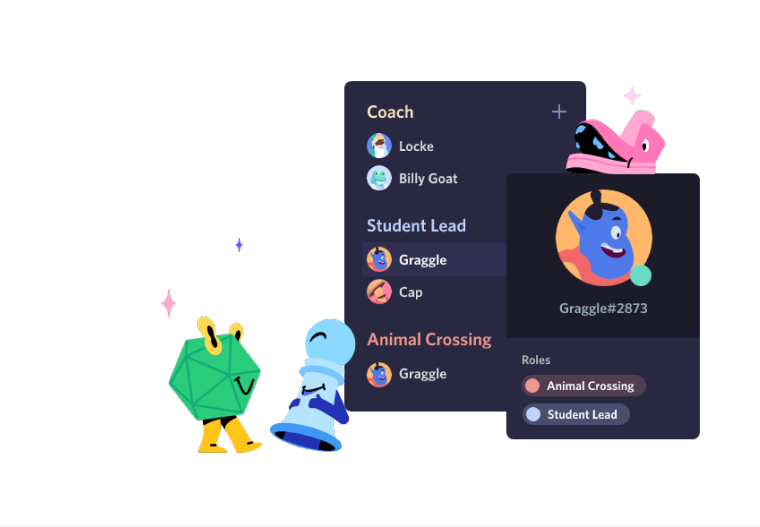 Coach
Locke
Billy Goat
Student Lead
Graggle
Cap
Animal Crossing
Graggle
Graggle#2873
Roles
Animal Crossing
Student Lead